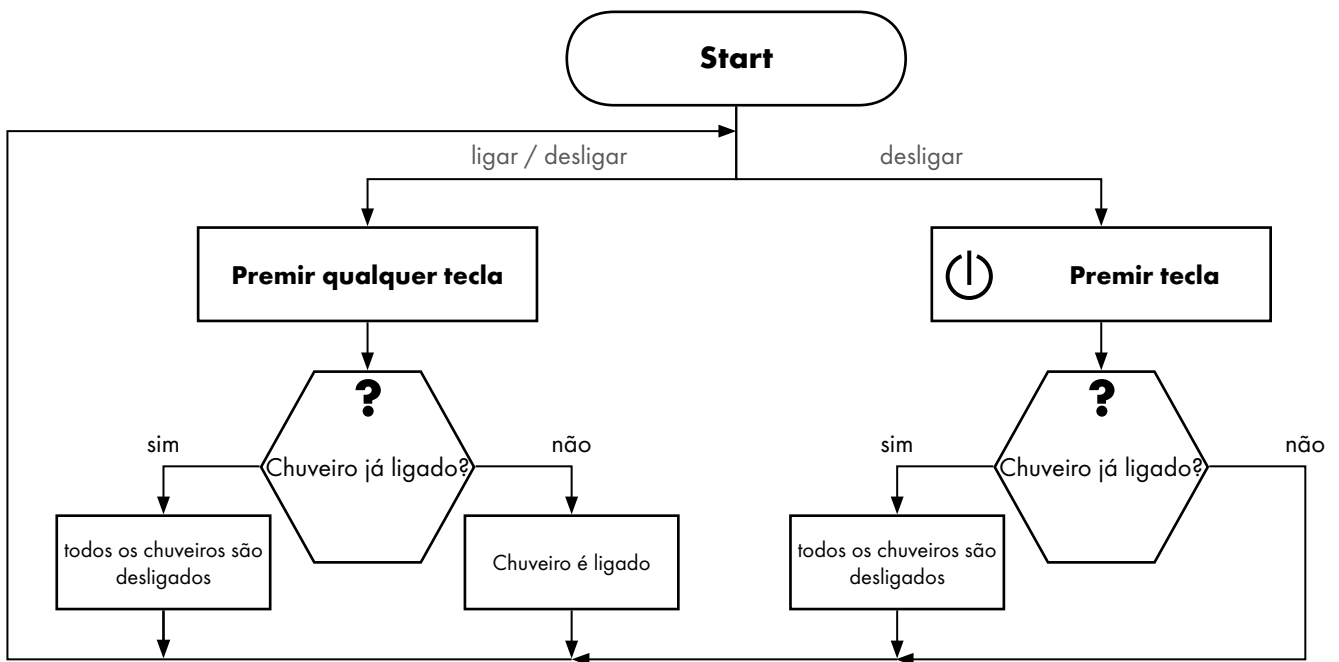 Start
ligar / desligar
desligar
Premir qualquer tecla
Premir tecla
?
?
sim
não
sim
não
Chuveiro já ligado?
Chuveiro já ligado?
todos os chuveiros são
desligados
Chuveiro é ligado
todos os chuveiros são
desligados